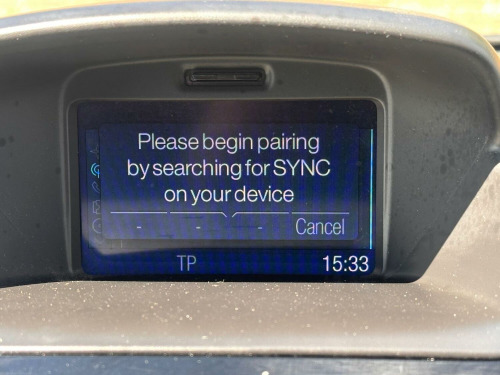 Please begin pairing
by searching for SYNC
on your device
- - - Cancel
TP 15:33